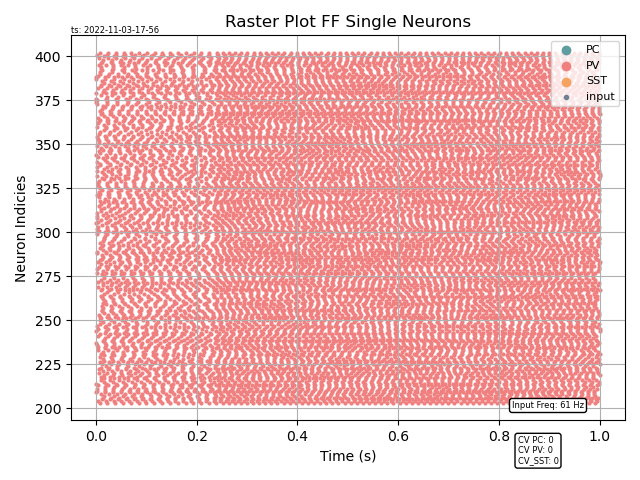 Raster Plot FF Single Neurons
ts: 2022-11-03-17-56
PC
PV
SST
input
400
375
350
325
300
275
250
225
200
Neuron Indicies
Input Freq: 61 Hz
0.0 0.2 0.4 0.6 0.8 1.0
Time (s)
CV PC: 0
CV PV: 0
CV_SST: 0